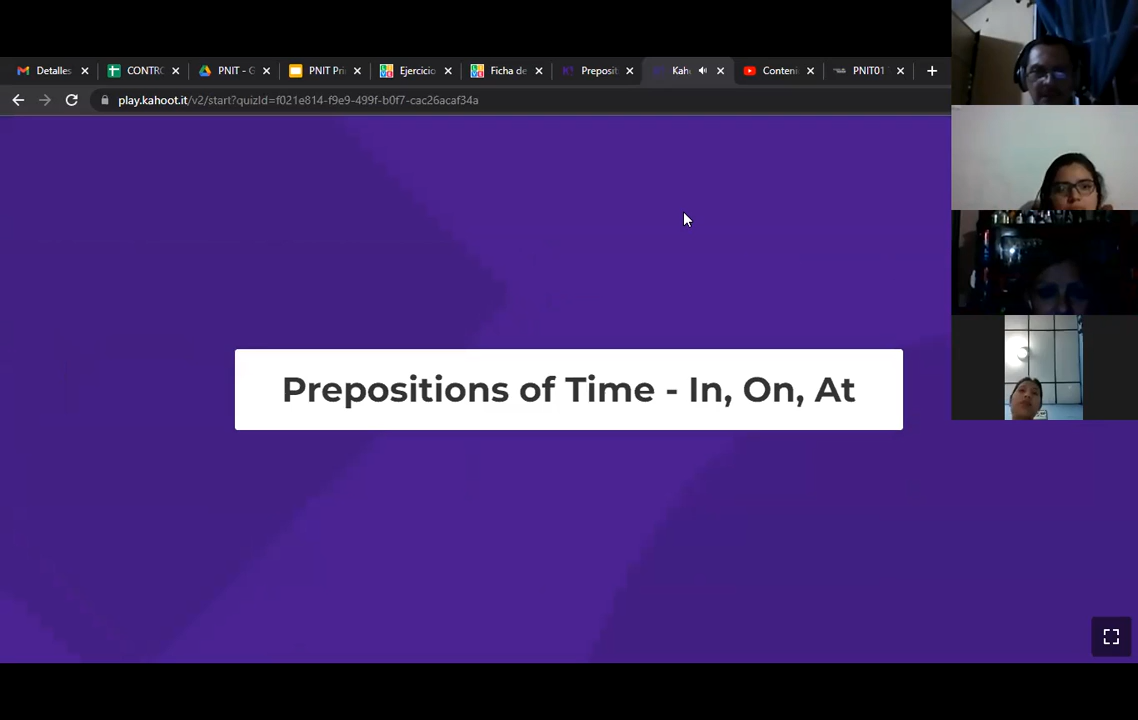 Detalles
CONTRC
PNIT - G
PNIT Pri
Ejercicio
Ficha de
Preposit
Kah
Conteni
PNIT01
play.kahoot.it/v2/start?quizId=f021e814-f9e9-499f-b0f7-cac26acaf34a
Prepositions of Time - In, On, At